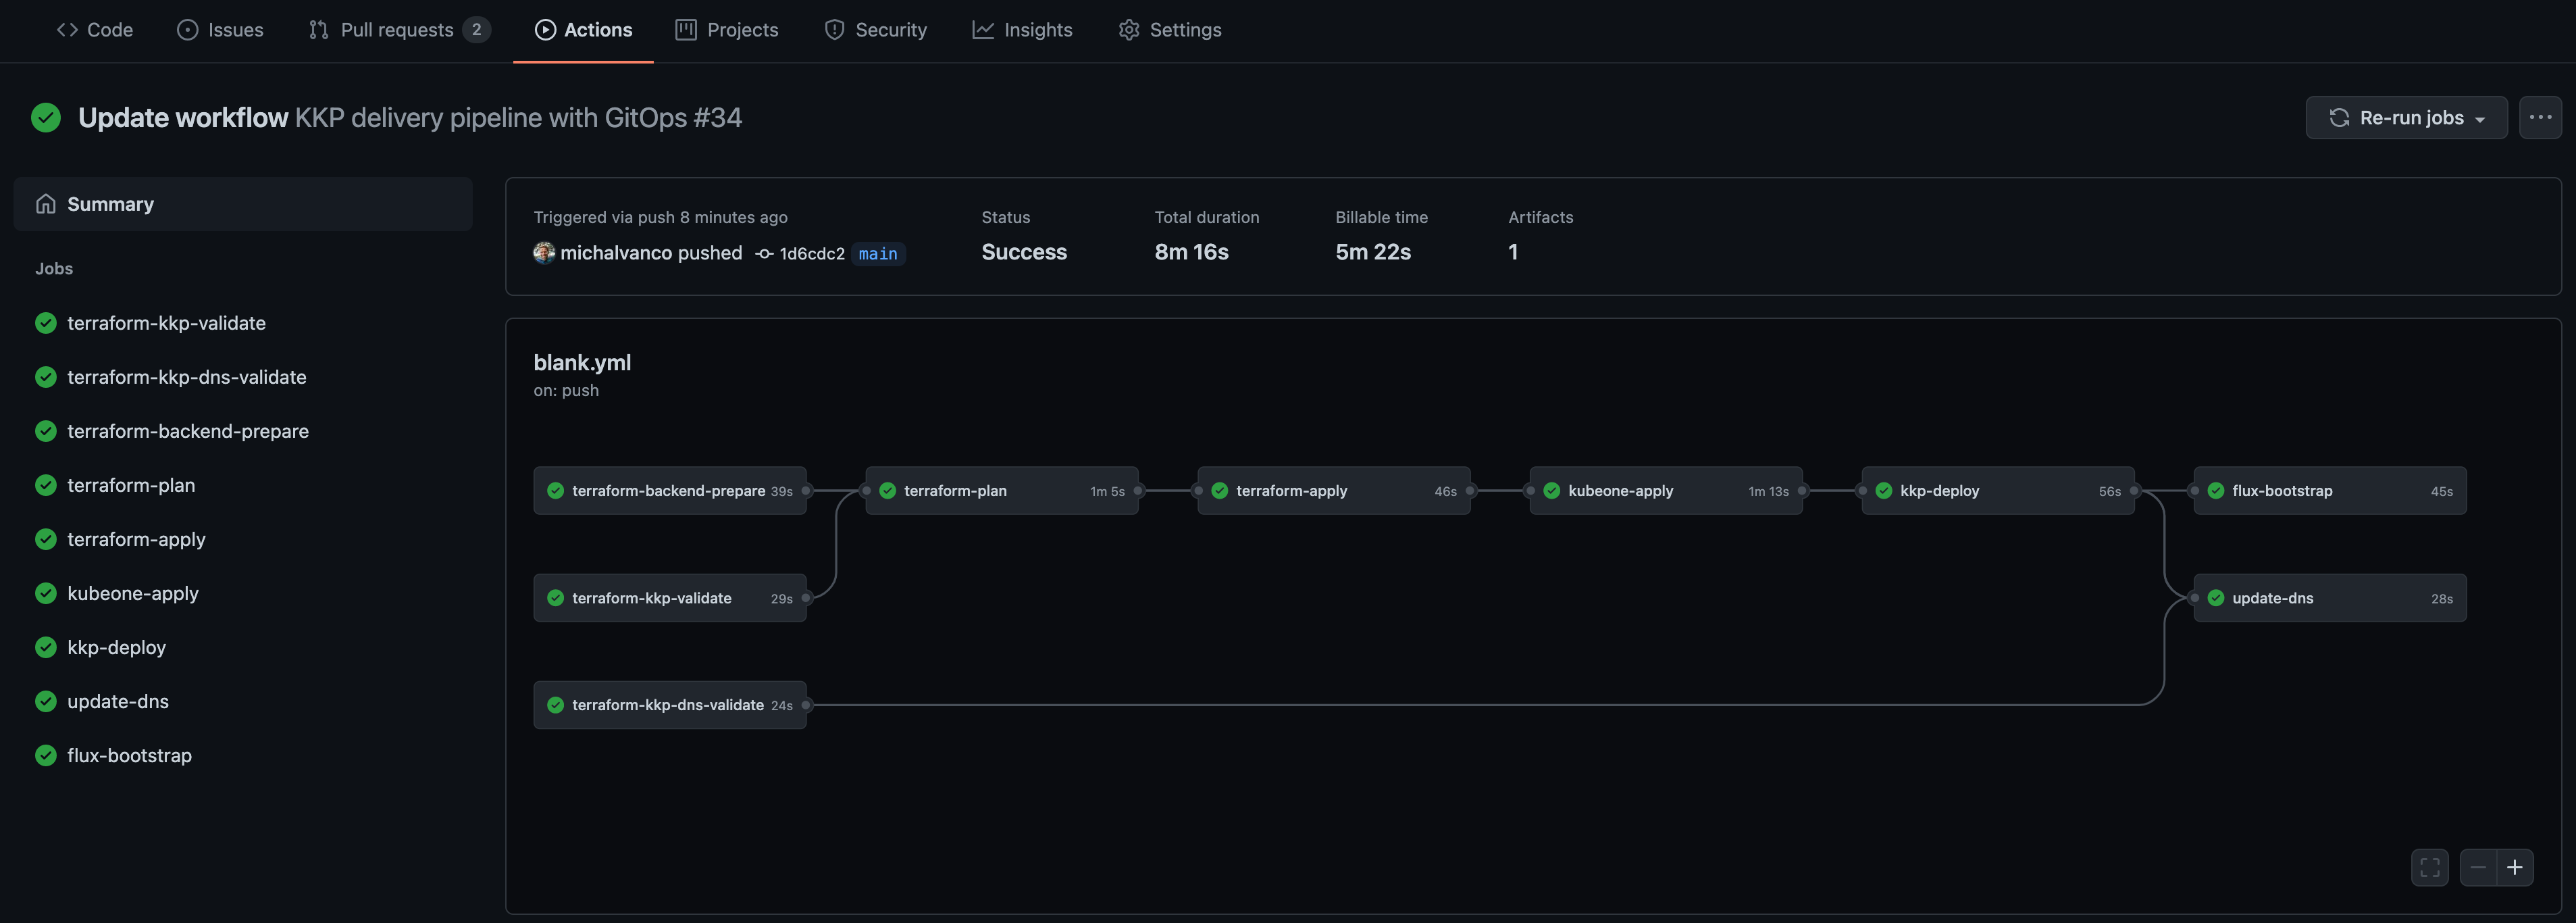 Code Issues Pull requests 2 Actions Projects Security Insights Settings
Update workflow KKP delivery pipeline with GitOps #34
Re-run jobs
Summary
Jobs
terraform-kkp-validate
terraform-kkp-dns-validate
terraform-backend-prepare
terraform-plan
terraform-apply
kubeone-apply
kkp-deploy
update-dns
flux-bootstrap
Triggered via push 8 minutes ago
michalvanco pushed 1d6cdc2 main
Status
Success
Total duration
8m 16s
Billable time
5m 22s
Artifacts
1
blank.yml
on: push
terraform-backend-prepare 39s
terraform-plan 1m 5s
terraform-apply 46s
kubeone-apply 1m 13s
kkp-deploy 56s
flux-bootstrap 45s
terraform-kkp-validate 29s
update-dns 28s
terraform-kkp-dns-validate 24s